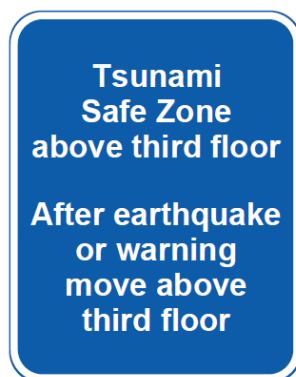 Tsunami
Safe Zone
above third floor
After earthquake
or warning
move above
third floor